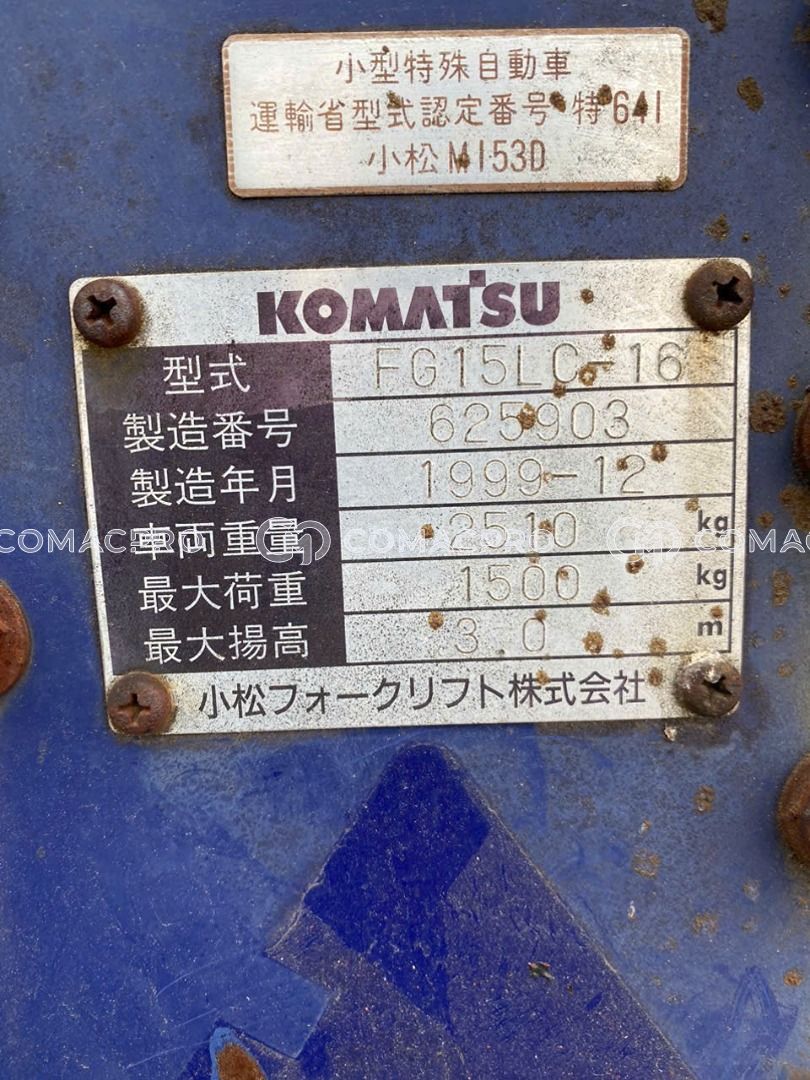 小型特殊自動車
運輸省型式認定番号 特641
小松 M153D
KOMATSU
型式 FG15LC-16
製造番号 625903
製造年月 1999-12
車両重量 2510 kg
最大荷重 1500 kg
最大揚高 3.0 m
小松フォークリフト株式会社
COMACPRO COMACPRO COMAC